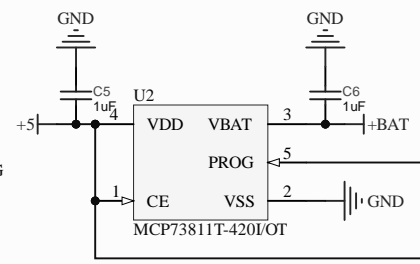 GND
GND
C5
1uF
U2
C6
1uF
+5
4
VDD
VBAT
3
+BAT
PROG
5
1
CE
VSS
2
GND
MCP73811T-420I/OT